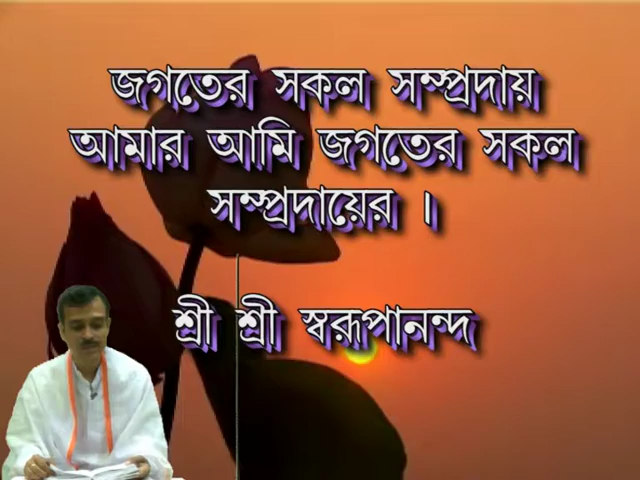 জগতের সকল সম্প্রদায়
আমার আমি জগতের সকল
সম্প্রদায়ের ।
শ্রী শ্রী স্বরূপানন্দ